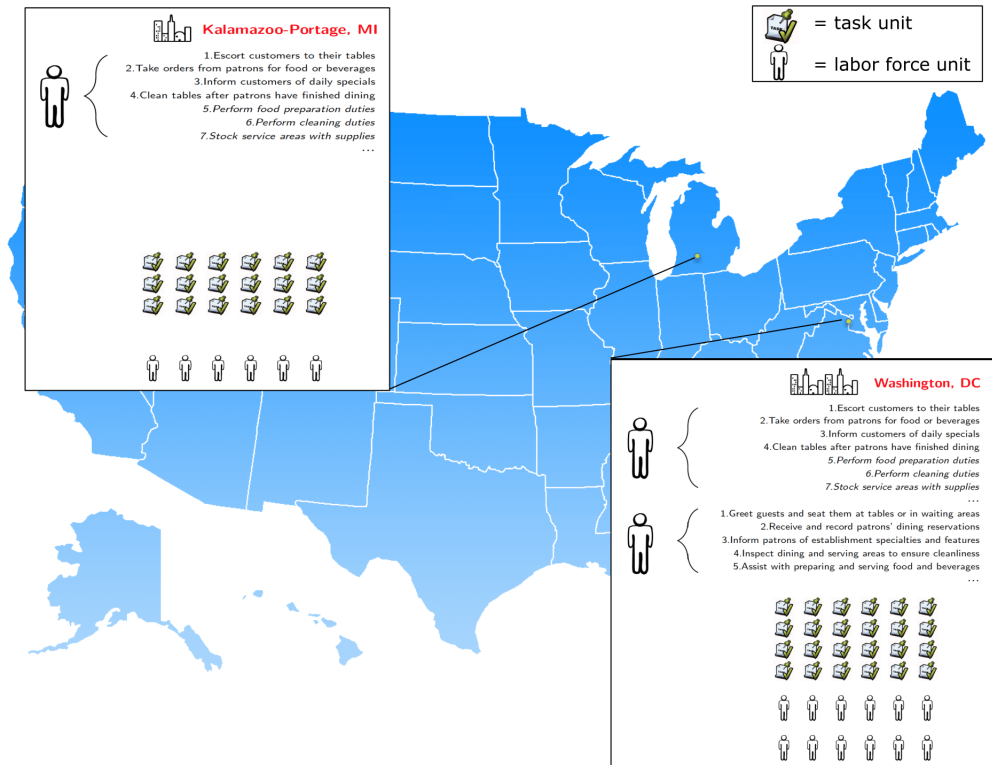 Kalamazoo-Portage, MI
1.Escort customers to their tables
2.Take orders from patrons for food or beverages
3.Inform customers of daily specials
4.Clean tables after patrons have finished dining
5.Perform food preparation duties
6.Perform cleaning duties
7.Stock service areas with supplies
...
= task unit
= labor force unit
Washington, DC
1.Escort customers to their tables
2.Take orders from patrons for food or beverages
3.Inform customers of daily specials
4.Clean tables after patrons have finished dining
5.Perform food preparation duties
6.Perform cleaning duties
7.Stock service areas with supplies
...
1.Greet guests and seat them at tables or in waiting areas
2.Receive and record patrons' dining reservations
3.Inform patrons of establishment specialties and features
4.Inspect dining and serving areas to ensure cleanliness
5.Assist with preparing and serving food and beverages
...